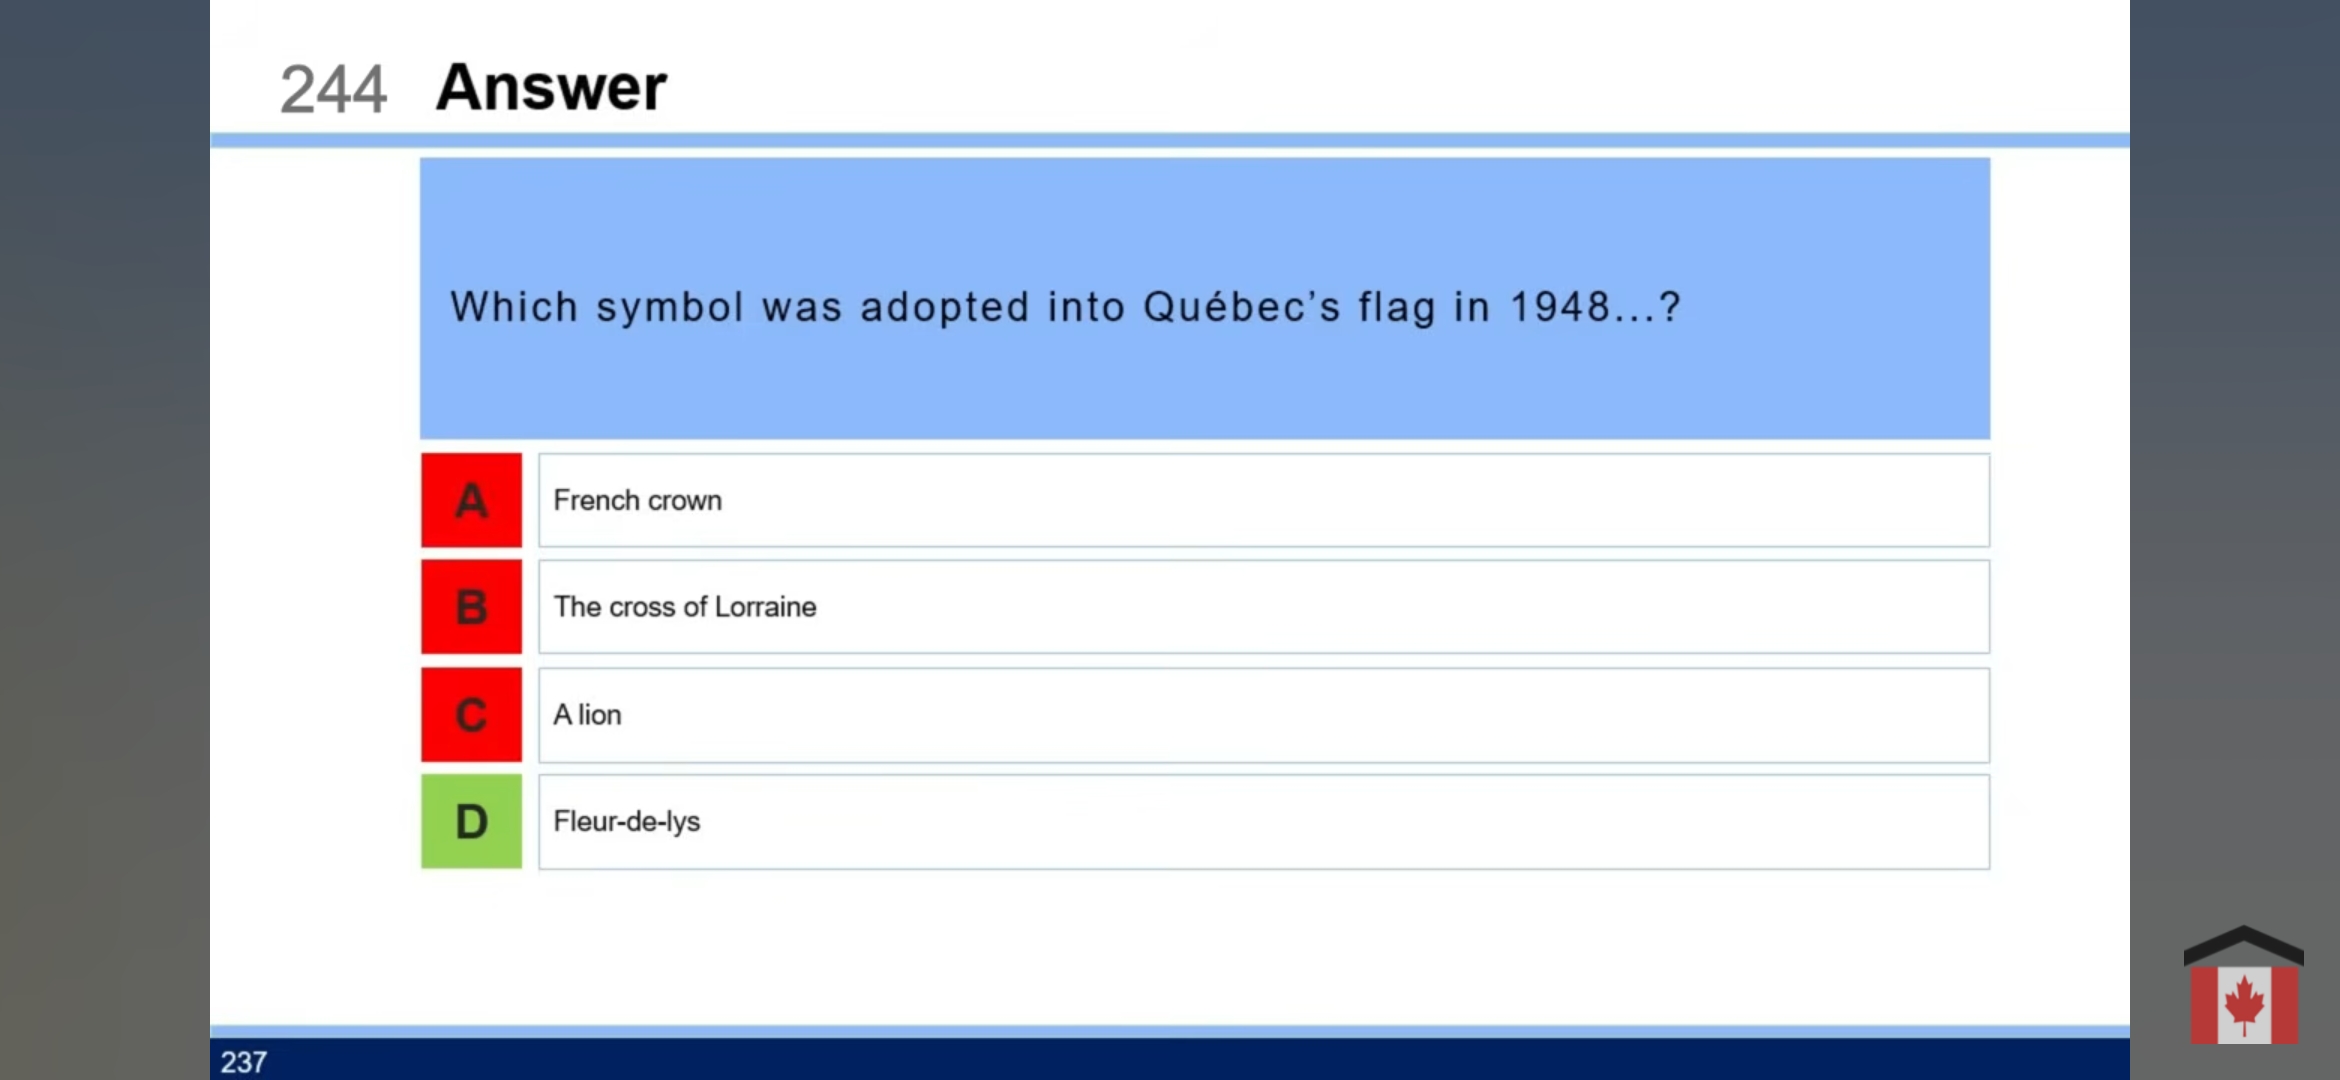 244 Answer
Which symbol was adopted into Québec’s flag in 1948...?
A French crown
B The cross of Lorraine
C A lion
D Fleur-de-lys
237